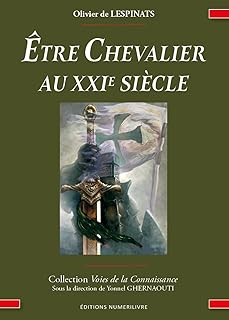 Olivier de LESPINATS
ÊTRE CHEVALIER
AU XXIE SIÈCLE
Collection Voies de la Connaissance
Sous la direction de Yonnel GHERNAOUTI
ÉDITIONS NUMERILIVRE